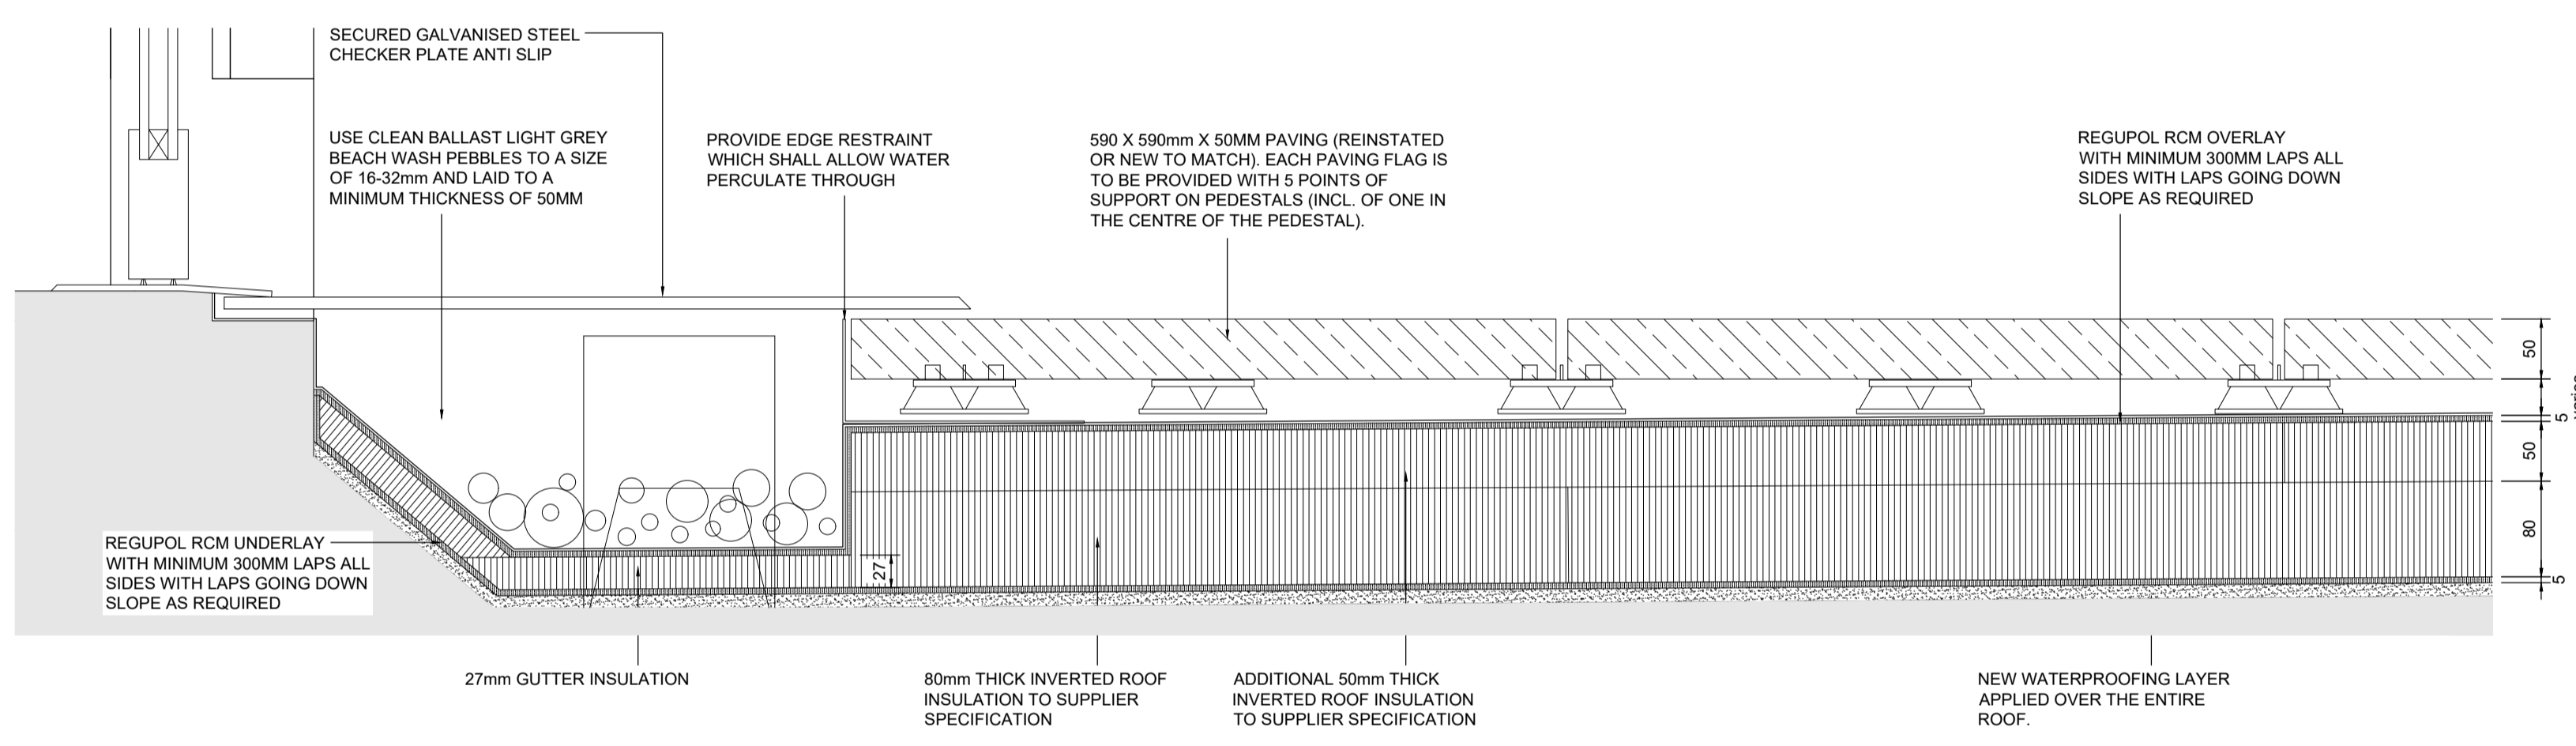 SECURED GALVANISED STEEL
CHECKER PLATE ANTI SLIP
USE CLEAN BALLAST LIGHT GREY
BEACH WASH PEBBLES TO A SIZE
OF 16-32mm AND LAID TO A
MINIMUM THICKNESS OF 50MM
PROVIDE EDGE RESTRAINT
WHICH SHALL ALLOW WATER
PERCULATE THROUGH
590 X 590mm X 50MM PAVING (REINSTATED
OR NEW TO MATCH). EACH PAVING FLAG IS
TO BE PROVIDED WITH 5 POINTS OF
SUPPORT ON PEDESTALS (INCL. OF ONE IN
THE CENTRE OF THE PEDESTAL).
REGUPOL RCM OVERLAY
WITH MINIMUM 300MM LAPS ALL
SIDES WITH LAPS GOING DOWN
SLOPE AS REQUIRED
50
5
50
80
5
27
REGUPOL RCM UNDERLAY
WITH MINIMUM 300MM LAPS ALL
SIDES WITH LAPS GOING DOWN
SLOPE AS REQUIRED
27mm GUTTER INSULATION
80mm THICK INVERTED ROOF
INSULATION TO SUPPLIER
SPECIFICATION
ADDITIONAL 50mm THICK
INVERTED ROOF INSULATION
TO SUPPLIER SPECIFICATION
NEW WATERPROOFING LAYER
APPLIED OVER THE ENTIRE
ROOF.